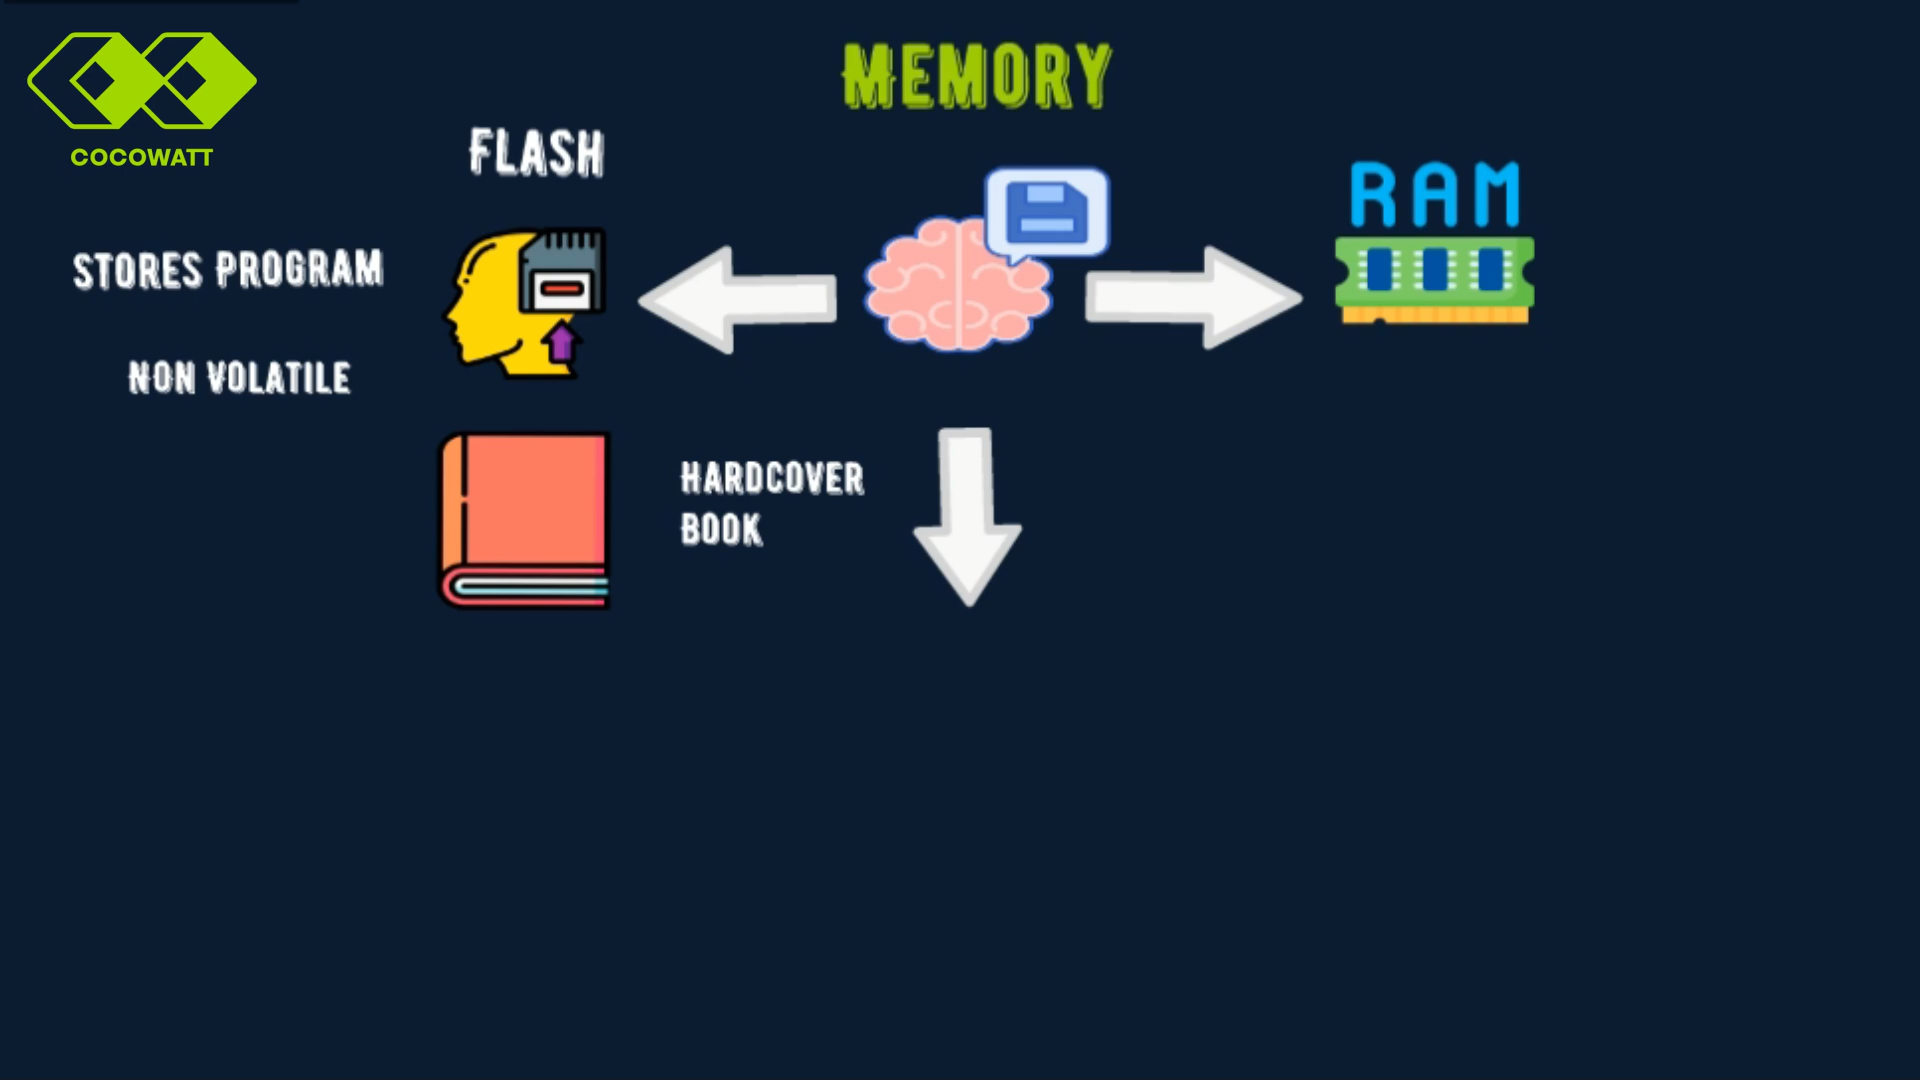 COCOWATT
MEMORY
FLASH
RAM
STORES PROGRAM
NON VOLATILE
HARDCOVER
BOOK